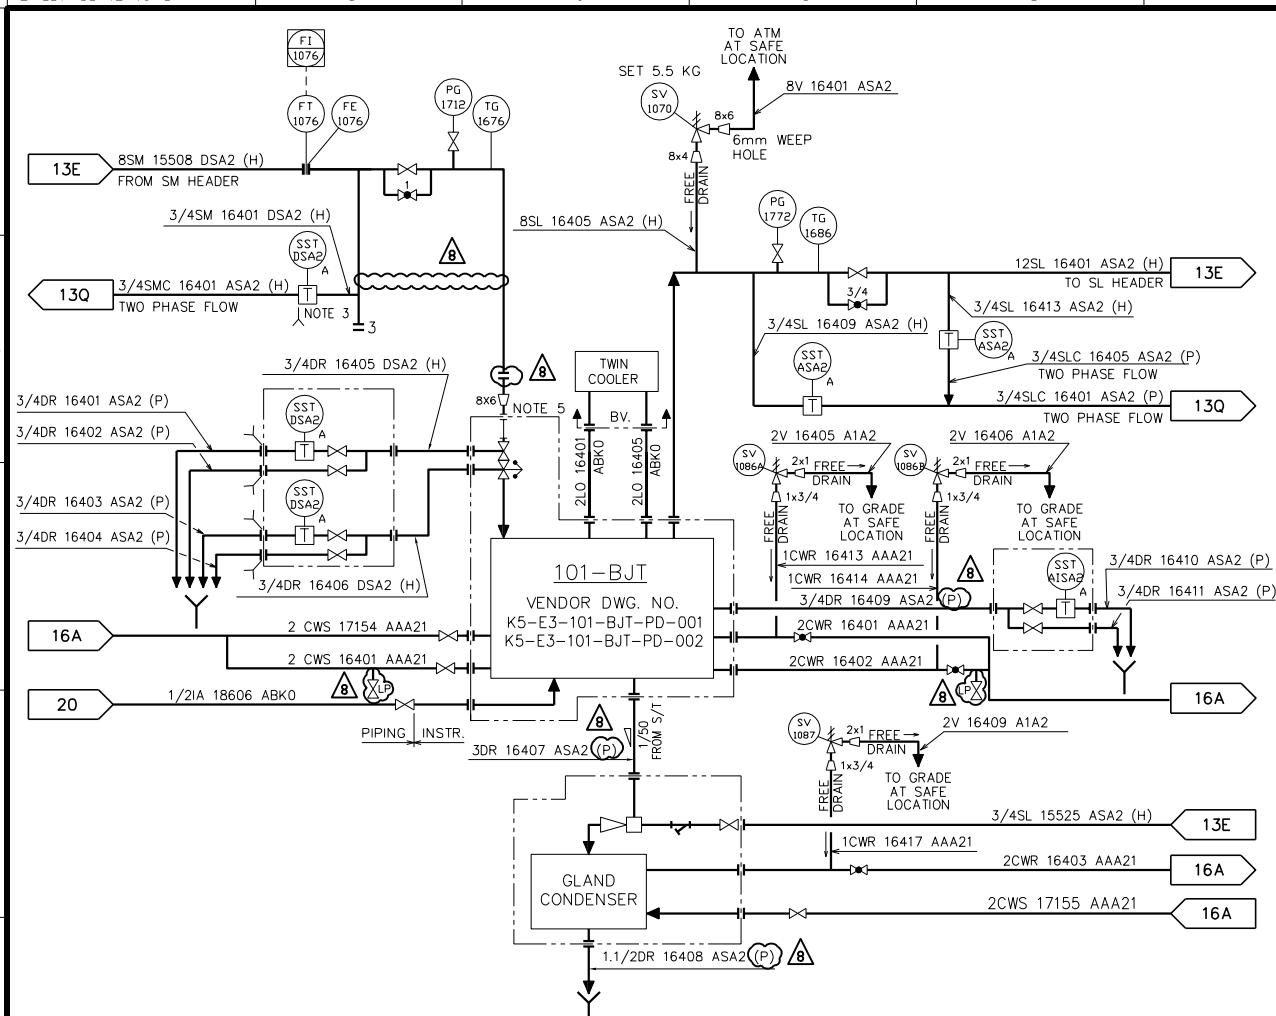 FI
1076
FT
1076
FE
1076
PG
1712
TG
1676
13E
8SM 15508 DSA2 (H)
FROM SM HEADER
1
3/4SM 16401 DSA2 (H)
SST
DSA2
A
T
13Q
3/4SMC 16401 ASA2 (H)
TWO PHASE FLOW
NOTE 3
3
8
TO ATM
AT SAFE
LOCATION
SET 5.5 KG
SV
1070
8V 16401 ASA2
8x6
6mm WEEP
HOLE
8x4
FREE
DRAIN
8SL 16405 ASA2 (H)
PG
1772
TG
1686
3/4
12SL 16401 ASA2 (H)
TO SL HEADER
13E
3/4SL 16413 ASA2 (H)
3/4SL 16409 ASA2 (H)
SST
ASA2
A
T
SST
ASA2
A
T
3/4SLC 16405 ASA2 (P)
TWO PHASE FLOW
3/4SLC 16401 ASA2 (P)
TWO PHASE FLOW
13Q
3/4DR 16405 DSA2 (H)
8
8x6
NOTE 5
TWIN
COOLER
BV.
2LO 16401
ABK0
2LO 16405
ABK0
3/4DR 16401 ASA2 (P)
3/4DR 16402 ASA2 (P)
SST
DSA2
A
T
3/4DR 16403 ASA2 (P)
3/4DR 16404 ASA2 (P)
SST
DSA2
A
T
3/4DR 16406 DSA2 (H)
2V 16405 A1A2
SV
1086A
2x1
FREE
DRAIN
1x3/4
TO GRADE
AT SAFE
LOCATION
FREE
DRAIN
2V 16406 A1A2
SV
1086B
2x1
FREE
DRAIN
1x3/4
TO GRADE
AT SAFE
LOCATION
FREE
DRAIN
1CWR 16413 AAA21
1CWR 16414 AAA21
3/4DR 16409 ASA2 (P)
8
SST
A1SA2
A
T
3/4DR 16410 ASA2 (P)
3/4DR 16411 ASA2 (P)
101-BJT
VENDOR DWG. NO.
K5-E3-101-BJT-PD-001
K5-E3-101-BJT-PD-002
16A
2 CWS 17154 AAA21
2 CWS 16401 AAA21
8
LP
20
1/2IA 18606 ABK0
PIPING
INSTR.
2CWR 16401 AAA21
2CWR 16402 AAA21
8
LP
16A
8
1/50
FROM S/T
3DR 16407 ASA2 (P)
SV
1087
2x1
FREE
DRAIN
1x3/4
2V 16409 A1A2
TO GRADE
AT SAFE
LOCATION
FREE
DRAIN
3/4SL 15525 ASA2 (H)
13E
1CWR 16417 AAA21
2CWR 16403 AAA21
16A
GLAND
CONDENSER
2CWS 17155 AAA21
16A
1.1/2DR 16408 ASA2 (P)
8